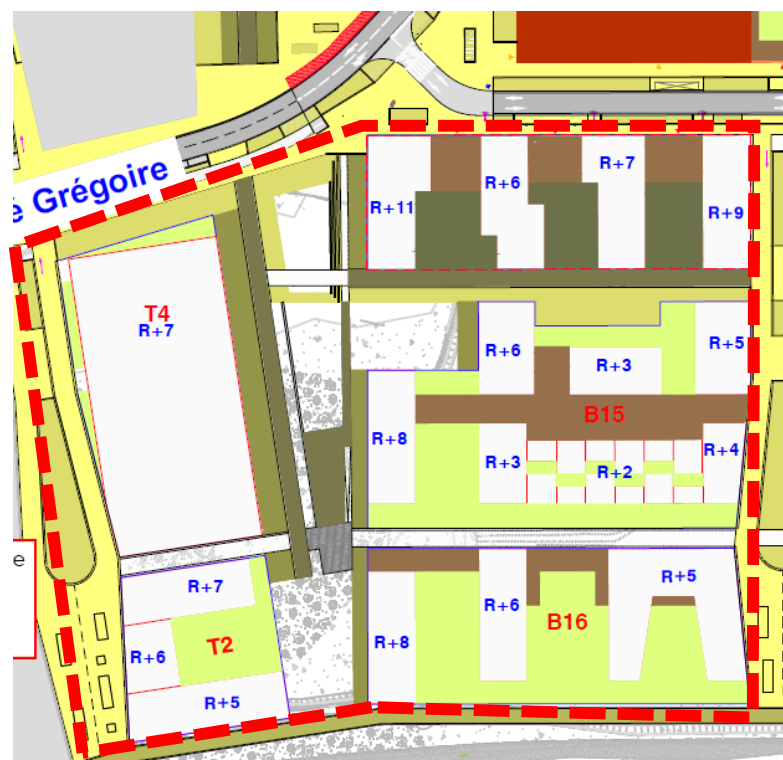 é Grégoire
R+11
R+6
R+7
R+9
T4
R+7
R+6
R+3
R+5
B15
R+8
R+3
R+2
R+4
e
R+7
R+6
T2
R+5
R+8
R+6
B16
R+5